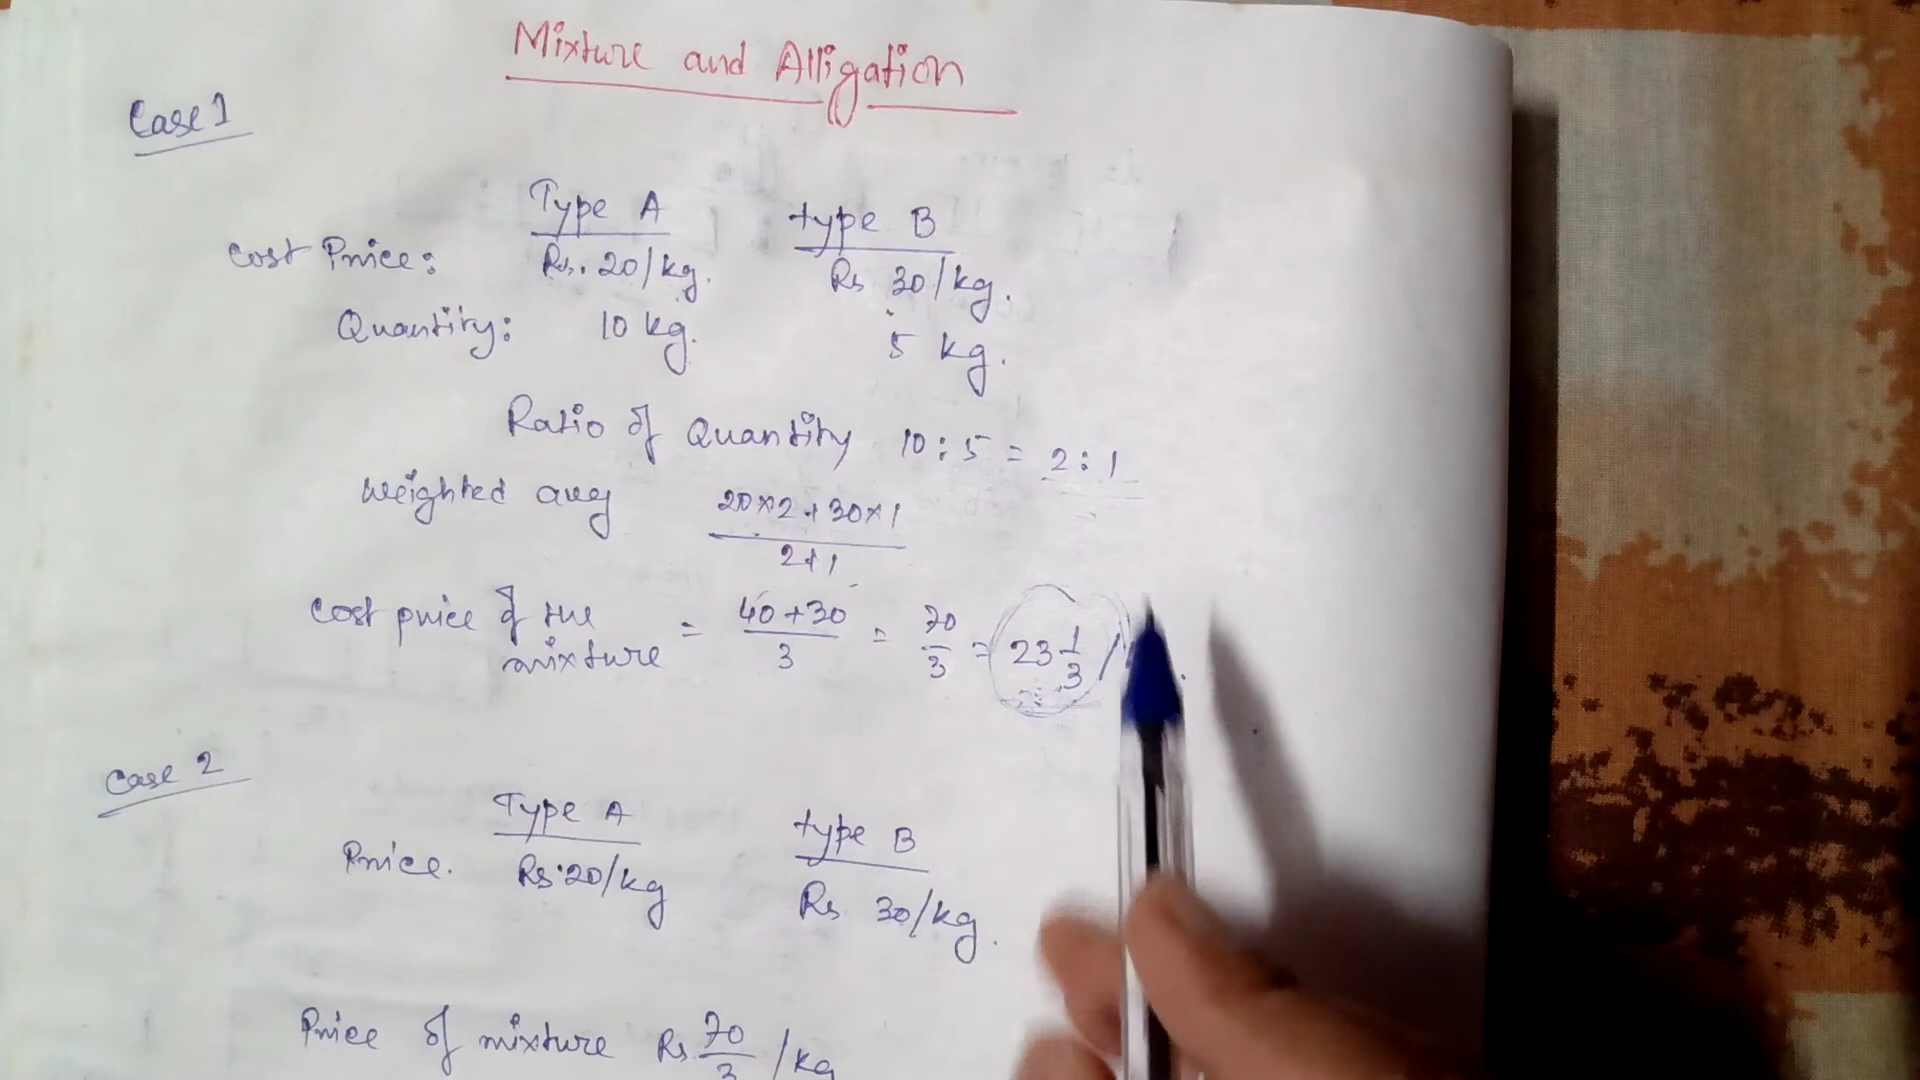 Mixture and Alligation
Case 1
Type A type B
Cost Price: Rs. 20/kg. Rs 30/kg.
Quantity: 10 kg. 5 kg.
Ratio of Quantity 10:5 = 2:1
Weighted avg 20×2+30×1
2+1
Cost price of the mixture = 40+30/3 = 70/3 = 23 1/3 /
Case 2
Type A type B
Price. Rs. 20/kg Rs 30/kg.
Price of mixture Rs 70/3 /kg